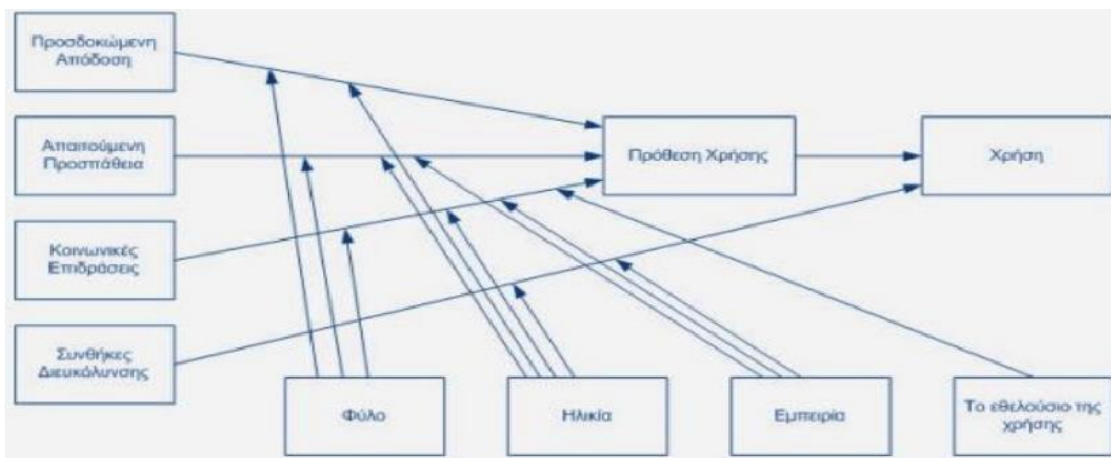 Προσδοκώμενη
Απόδοση
Απαιτούμενη
Προσπάθεια
Πρόθεση Χρήσης
Χρήση
Κοινωνικές
Επιδράσεις
Συνθήκες
Διευκόλυνσης
Φύλο
Ηλικία
Εμπειρία
Το εθελούσιο της
χρήσης